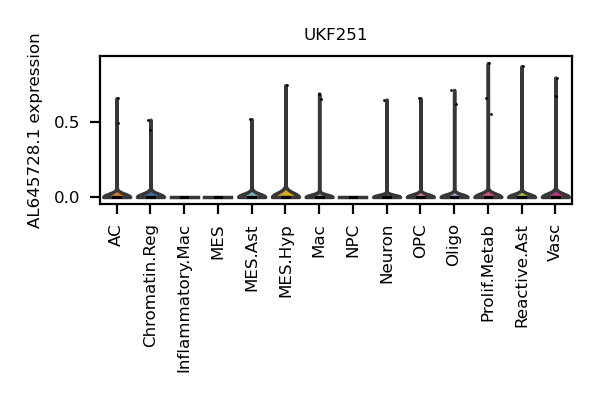 UKF251
AL645728.1 expression
0.5
0.0
AC
Chromatin.Reg
Inflammatory.Mac
MES
MES.Ast
MES.Hyp
Mac
NPC
Neuron
OPC
Oligo
Prolif.Metab
Reactive.Ast
Vasc